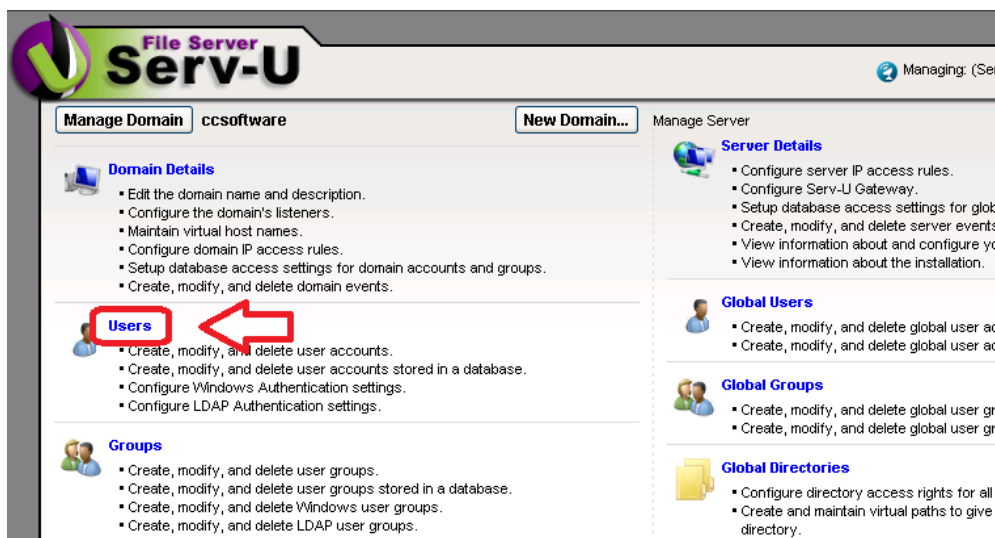 File Server
Serv-U
Managing: (Ser
Manage Domain ccsoftware
New Domain...
Domain Details
▪ Edit the domain name and description.
▪ Configure the domain's listeners.
▪ Maintain virtual host names.
▪ Configure domain IP access rules.
▪ Setup database access settings for domain accounts and groups.
▪ Create, modify, and delete domain events.
Users
▪ Create, modify, and delete user accounts.
▪ Create, modify, and delete user accounts stored in a database.
▪ Configure Windows Authentication settings.
▪ Configure LDAP Authentication settings.
Groups
▪ Create, modify, and delete user groups.
▪ Create, modify, and delete user groups stored in a database.
▪ Create, modify, and delete Windows user groups.
▪ Create, modify, and delete LDAP user groups.
Manage Server
Server Details
▪ Configure server IP access rules.
▪ Configure Serv-U Gateway.
▪ Setup database access settings for glob
▪ Create, modify, and delete server events
▪ View information about and configure yo
▪ View information about the installation.
Global Users
▪ Create, modify, and delete global user ac
▪ Create, modify, and delete global user ac
Global Groups
▪ Create, modify, and delete global user gr
▪ Create, modify, and delete global user gr
Global Directories
▪ Configure directory access rights for all
▪ Create and maintain virtual paths to give
directory.